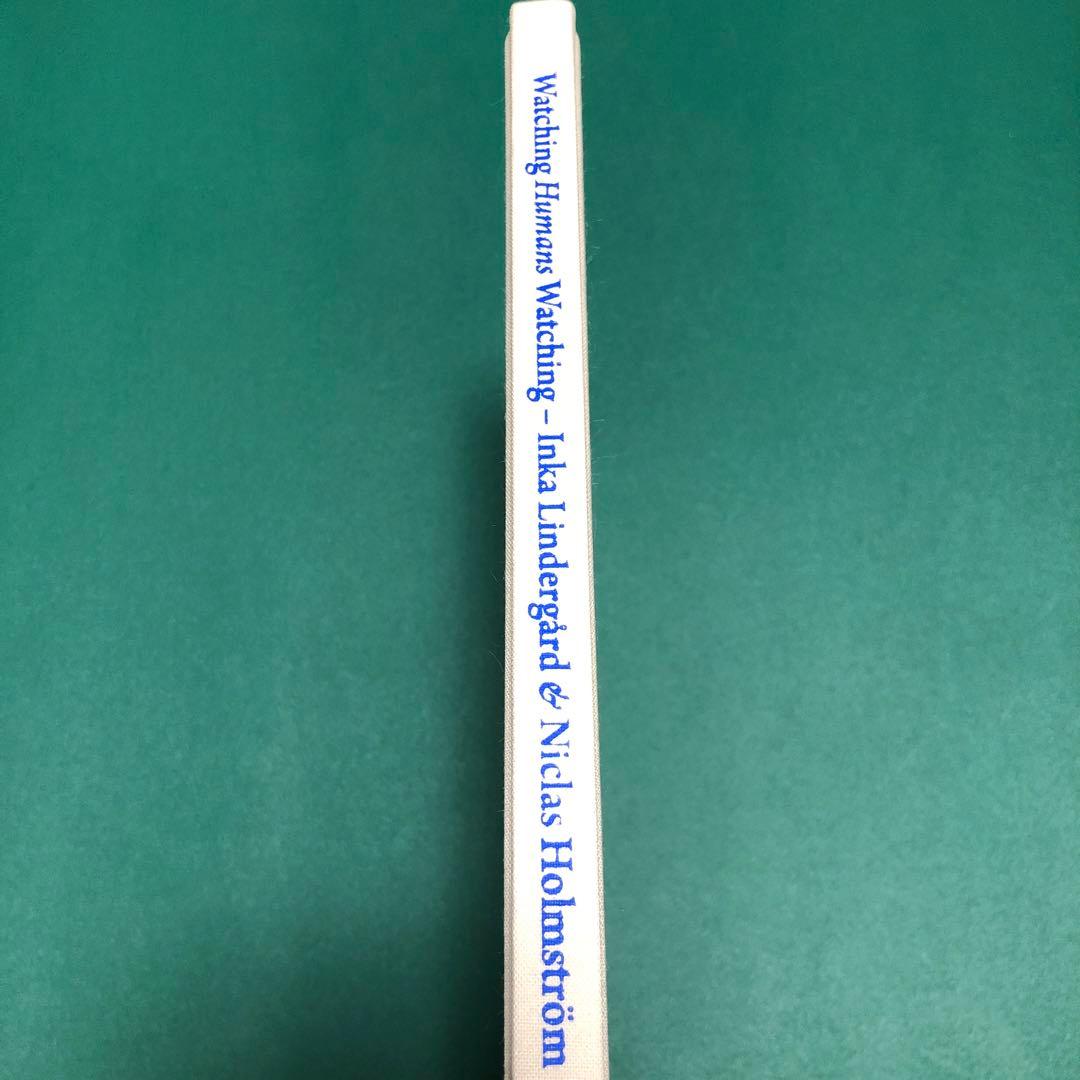 Watching Humans Watching – Inka Lindergård & Niclas Holmström